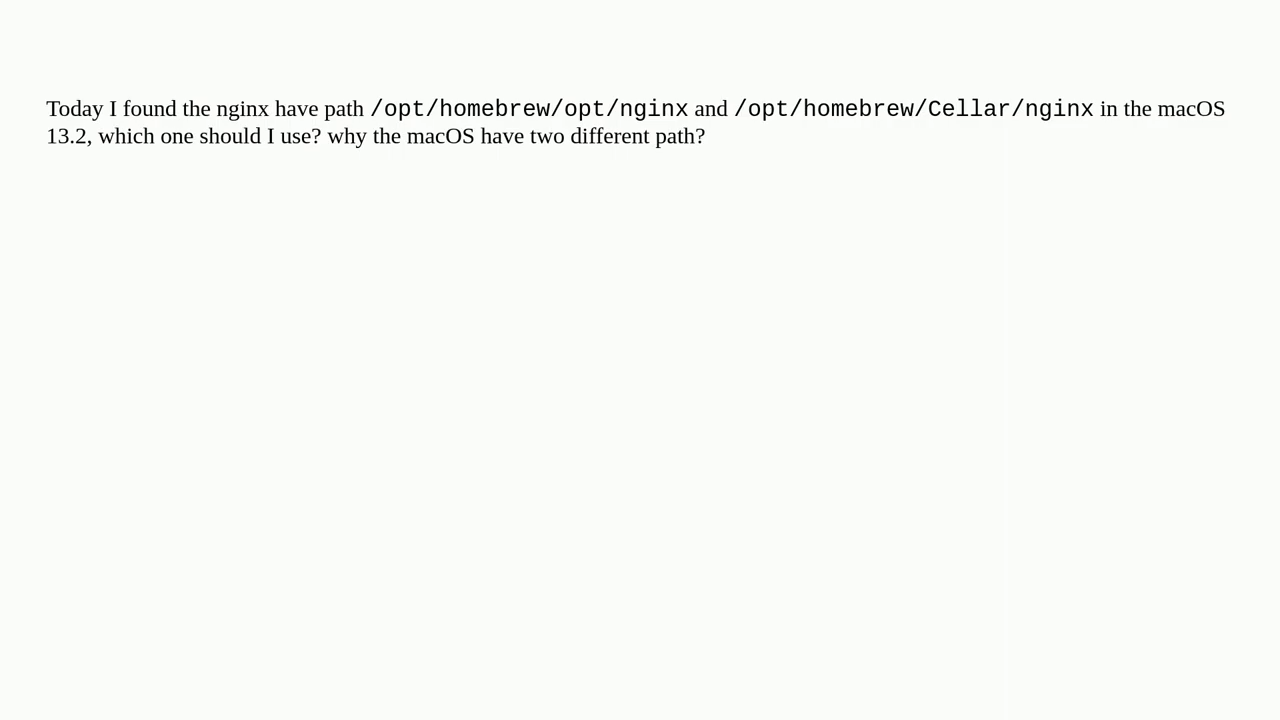 Today I found the nginx have path /opt/homebrew/opt/nginx and /opt/homebrew/Cellar/nginx in the macOS
13.2, which one should I use? why the macOS have two different path?